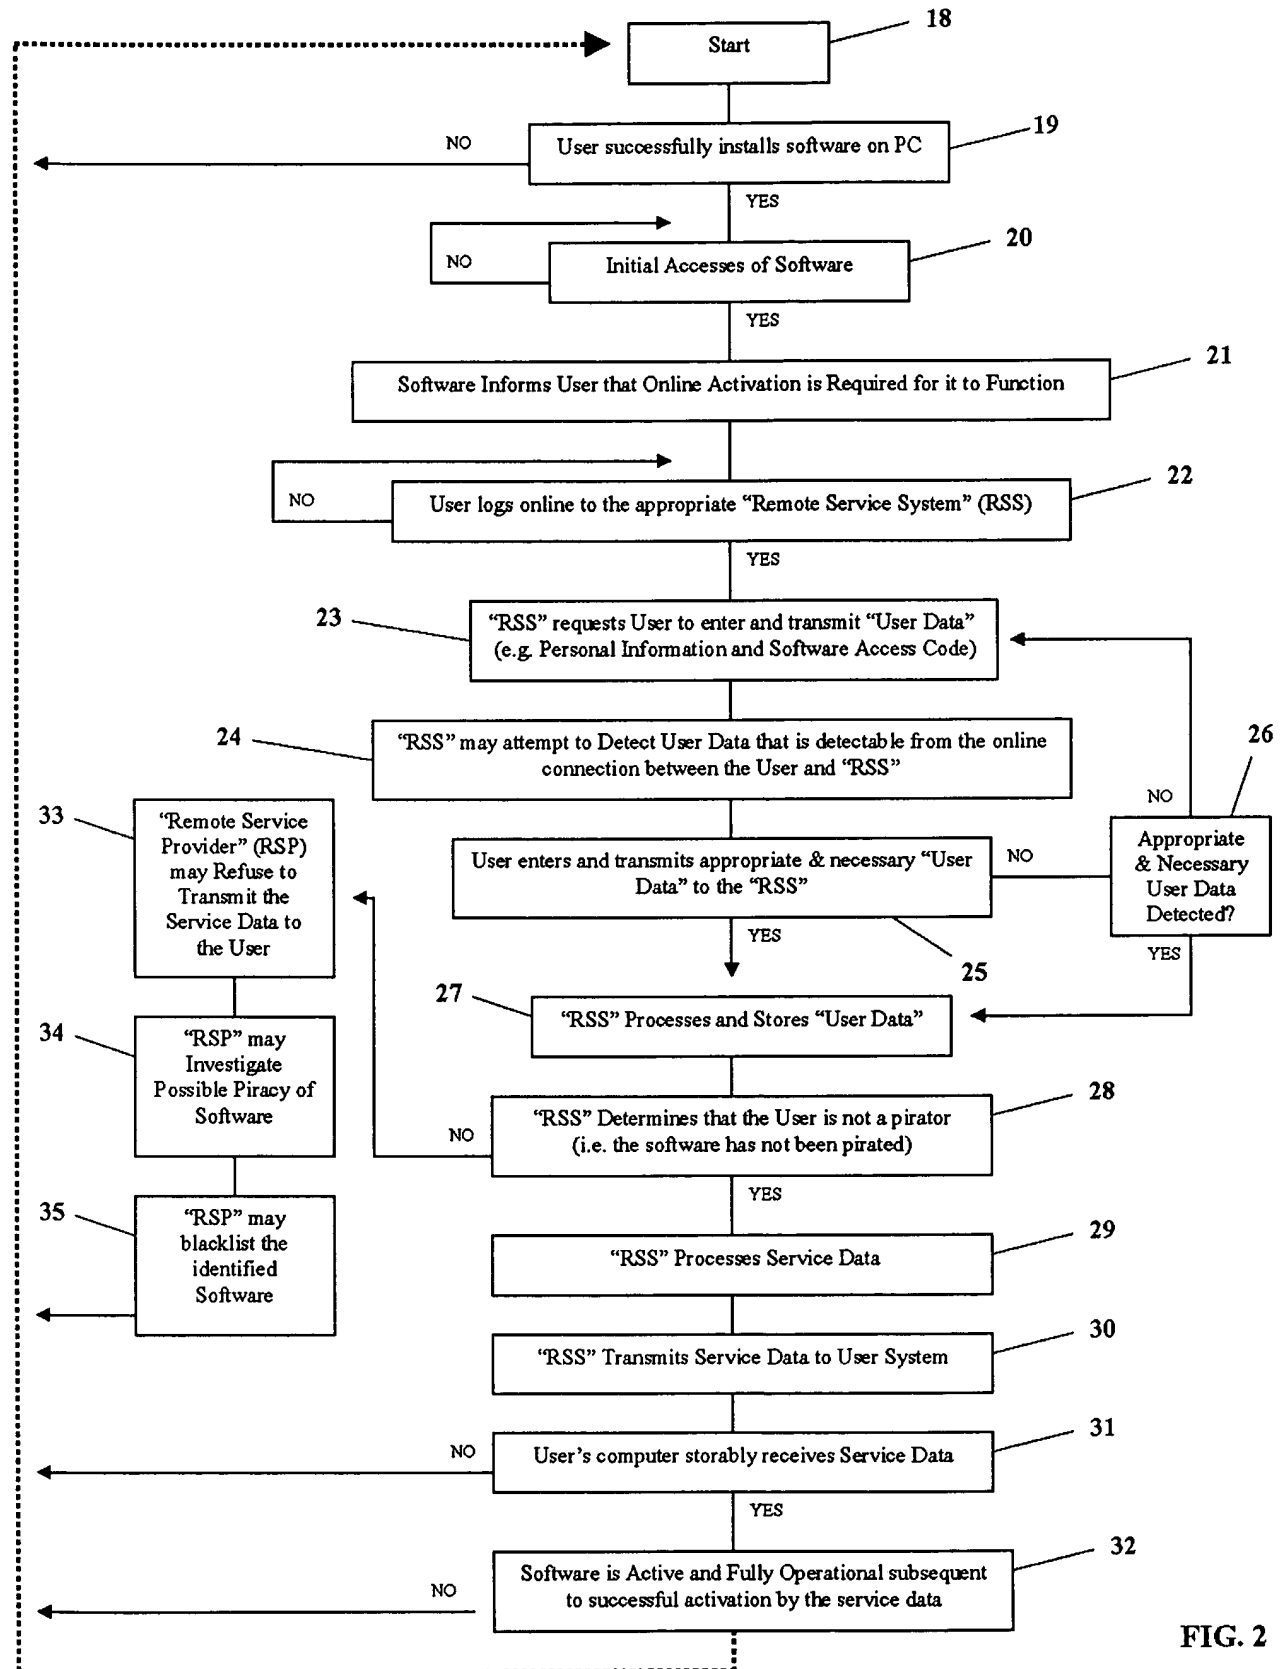 18
Start
19
NO
User successfully installs software on PC
YES
20
NO
Initial Accesses of Software
YES
21
Software Informs User that Online Activation is Required for it to Function
22
NO
User logs online to the appropriate “Remote Service System” (RSS)
YES
23
“RSS” requests User to enter and transmit “User Data”
(e.g. Personal Information and Software Access Code)
24
“RSS” may attempt to Detect User Data that is detectable from the online
connection between the User and “RSS”
26
NO
Appropriate
& Necessary
User Data
Detected?
YES
User enters and transmits appropriate & necessary “User
Data” to the “RSS”
NO
YES
25
33
“Remote Service
Provider” (RSP)
may Refuse to
Transmit the
Service Data to
the User
27
“RSS” Processes and Stores “User Data”
34
“RSP” may
Investigate
Possible Piracy of
Software
28
“RSS” Determines that the User is not a pirator
(i.e. the software has not been pirated)
NO
YES
35
“RSP” may
blacklist the
identified
Software
29
“RSS” Processes Service Data
30
“RSS” Transmits Service Data to User System
31
NO
User’s computer storably receives Service Data
YES
32
Software is Active and Fully Operational subsequent
to successful activation by the service data
NO
FIG. 2